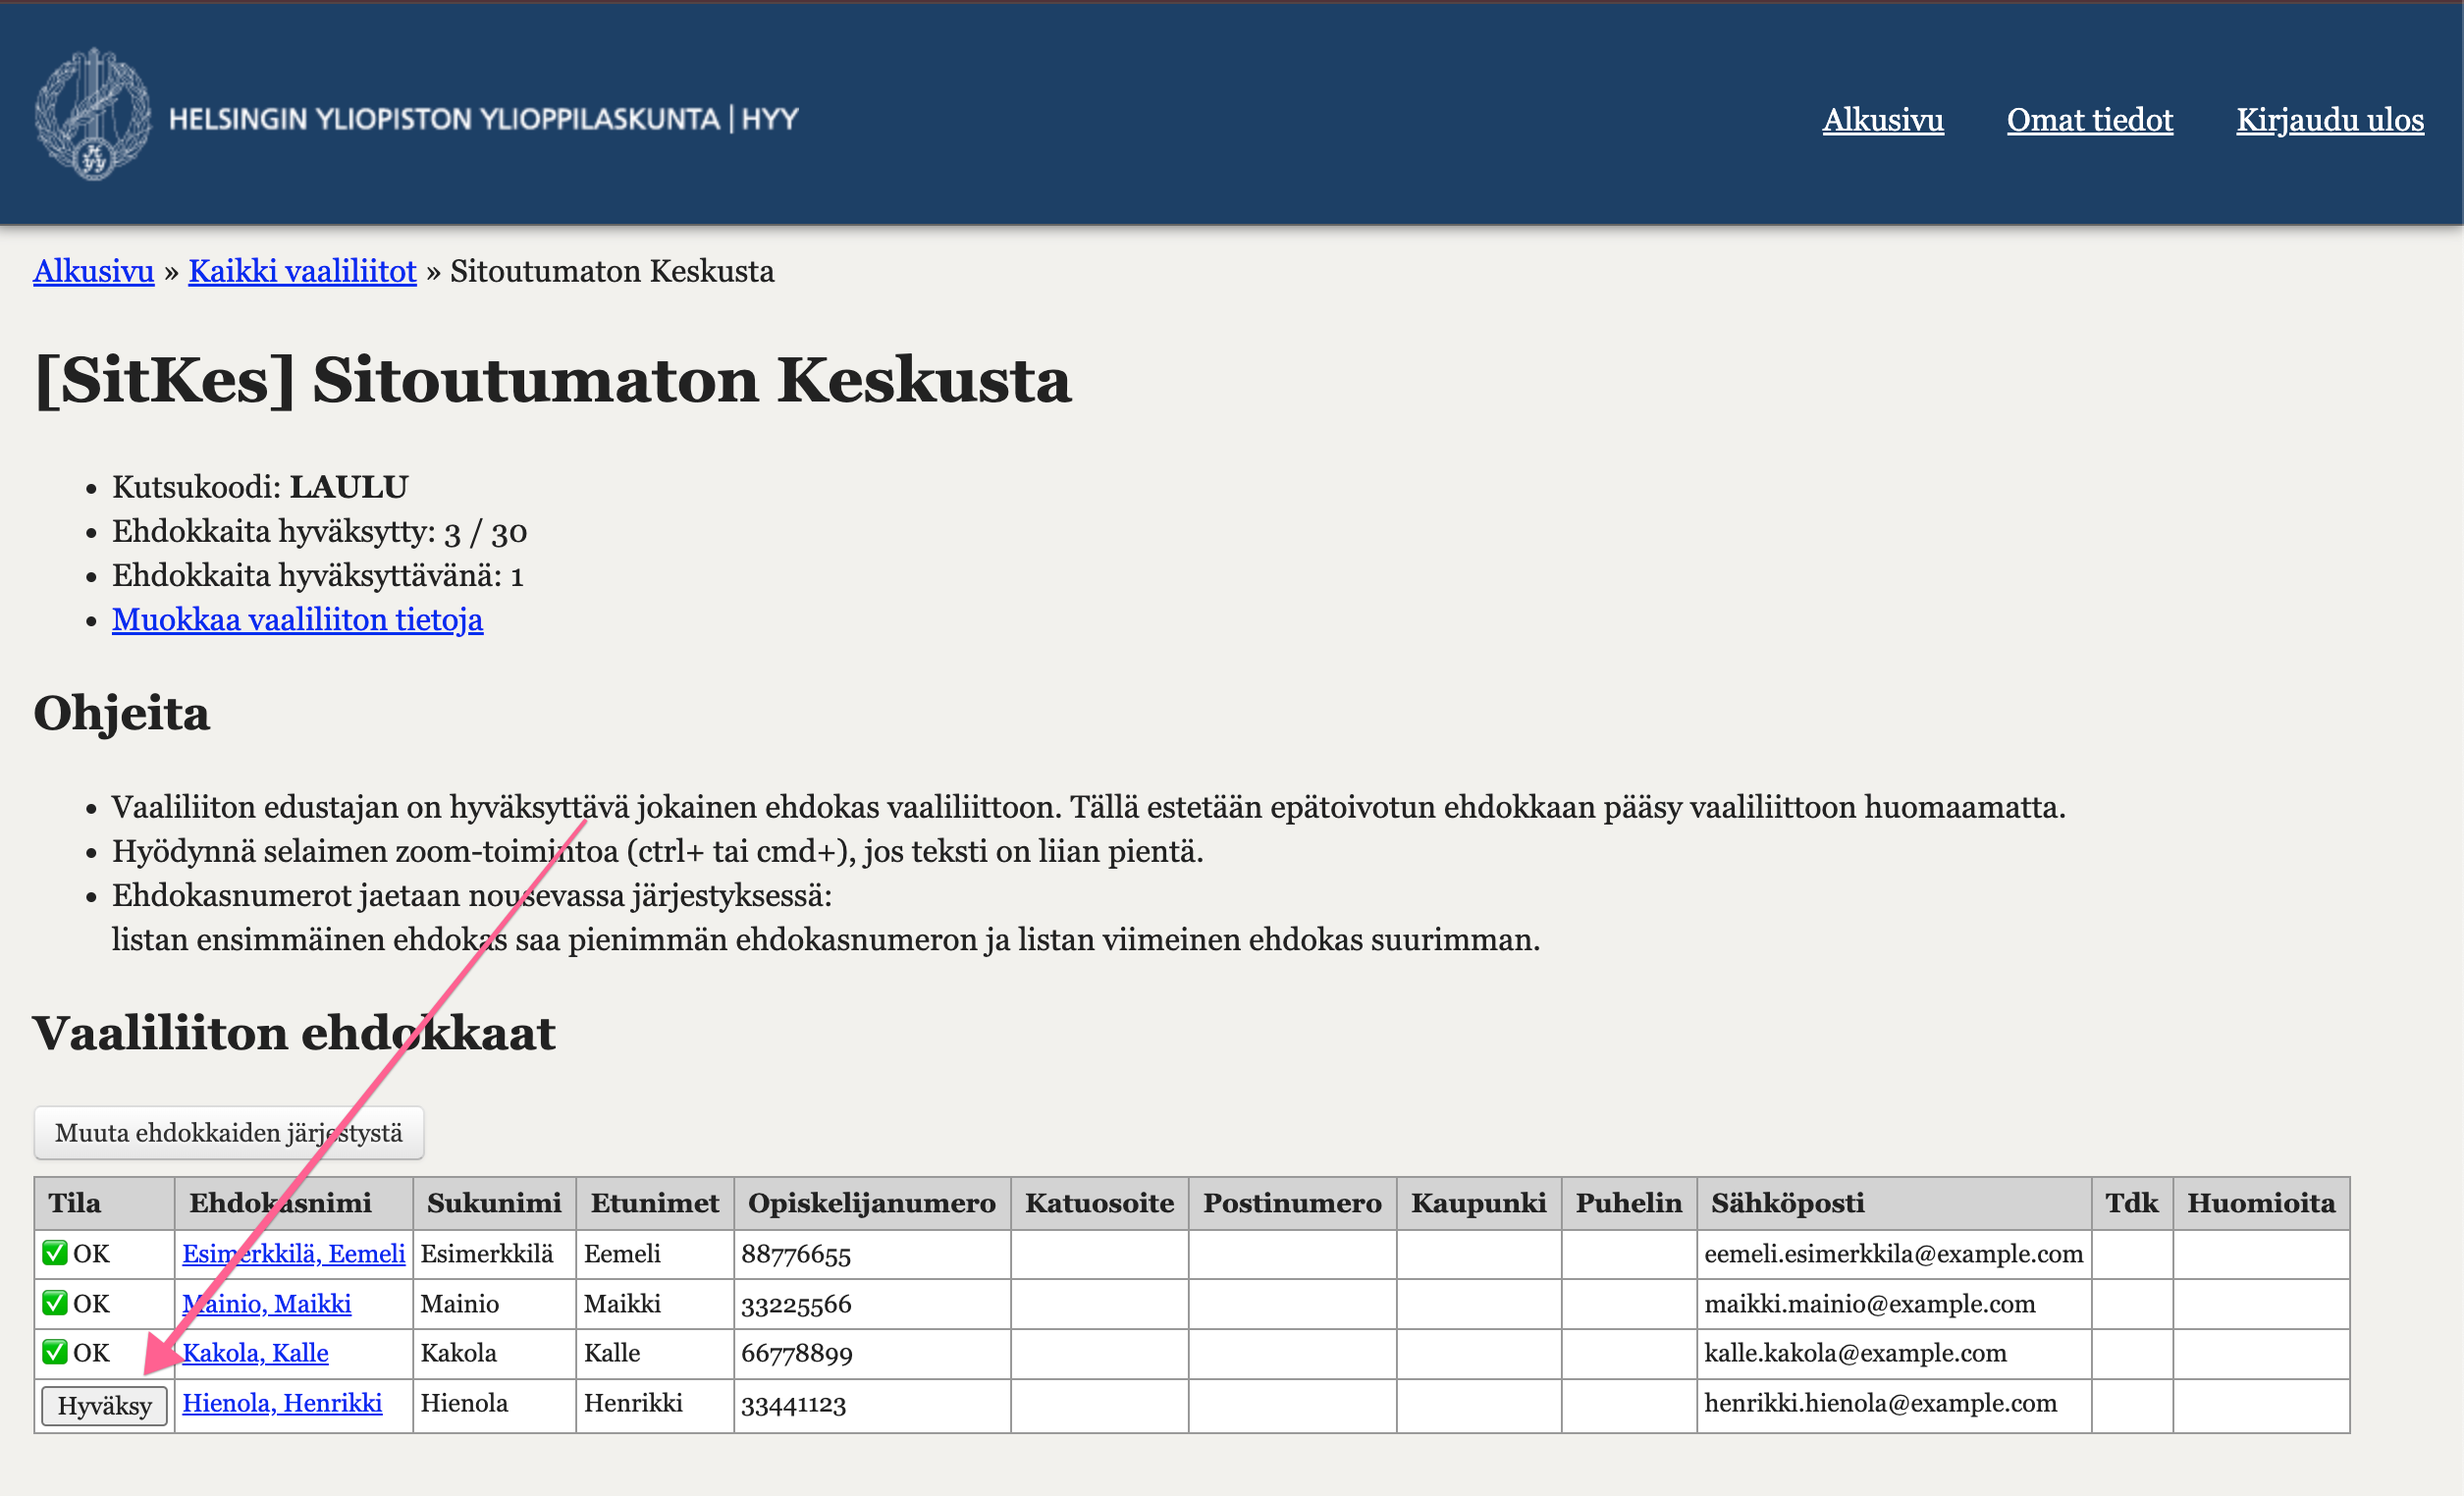 HELSINGIN YLIOPISTON YLIOPPILASKUNTA | HYY
Alkusivu Omat tiedot Kirjaudu ulos
Alkusivu » Kaikki vaaliliitot » Sitoutumaton Keskusta
[SitKes] Sitoutumaton Keskusta
• Kutsukoodi: LAULU
• Ehdokkaita hyväksytty: 3 / 30
• Ehdokkaita hyväksyttävänä: 1
• Muokkaa vaaliliiton tietoja
Ohjeita
• Vaaliliiton edustajan on hyväksyttävä jokainen ehdokas vaaliliittoon. Tällä estetään epätoivotun ehdokkaan pääsy vaaliliittoon huomaamatta.
• Hyödynnä selaimen zoom-toimintoa (ctrl+ tai cmd+), jos teksti on liian pientä.
• Ehdokasnumerot jaetaan nousevassa järjestyksessä:
listan ensimmäinen ehdokas saa pienimmän ehdokasnumeron ja listan viimeinen ehdokas suurimman.
Vaaliliiton ehdokkaat
Muuta ehdokkaiden järjestystä
Tila Ehdokasnimi Sukunimi Etunimet Opiskelijanumero Katuosoite Postinumero Kaupunki Puhelin Sähköposti Tdk Huomioita
✅ OK Esimerkkilä, Eemeli Esimerkkilä Eemeli 88776655 eemeli.esimerkkila@example.com
✅ OK Mainio, Maikki Mainio Maikki 33225566 maikki.mainio@example.com
✅ OK Kakola, Kalle Kakola Kalle 66778899 kalle.kakola@example.com
Hyväksy Hienola, Henrikki Hienola Henrikki 33441123 henrikki.hienola@example.com